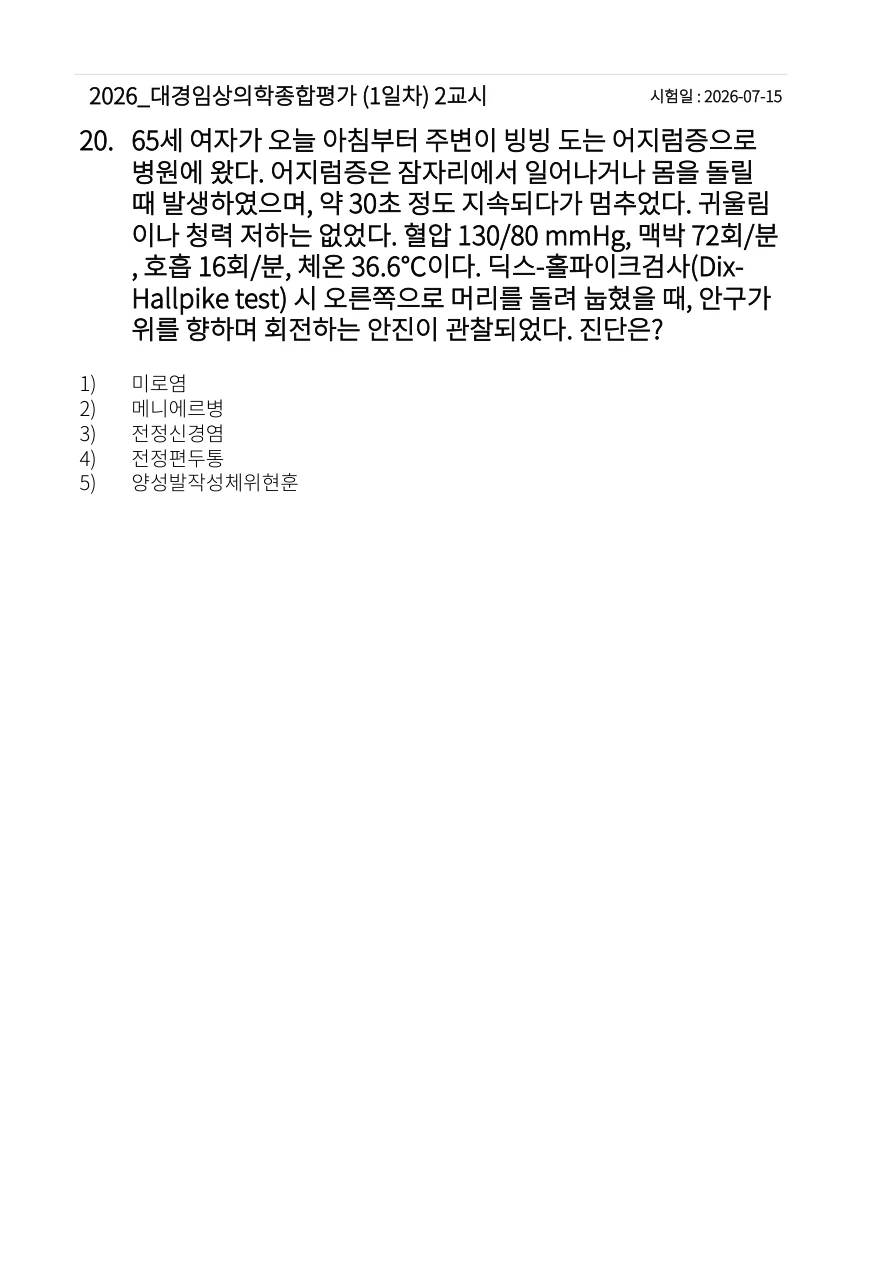 2026_대경임상의학종합평가 (1일차) 2교시
시험일 : 2026-07-15
20. 65세 여자가 오늘 아침부터 주변이 빙빙 도는 어지럼증으로
병원에 왔다. 어지럼증은 잠자리에서 일어나거나 몸을 돌릴
때 발생하였으며, 약 30초 정도 지속되다가 멈추었다. 귀울림
이나 청력 저하는 없었다. 혈압 130/80 mmHg, 맥박 72회/분
, 호흡 16회/분, 체온 36.6℃이다. 딕스-홀파이크검사(Dix-
Hallpike test) 시 오른쪽으로 머리를 돌려 눕혔을 때, 안구가
위를 향하며 회전하는 안진이 관찰되었다. 진단은?
1) 미로염
2) 메니에르병
3) 전정신경염
4) 전정편두통
5) 양성발작성체위현훈